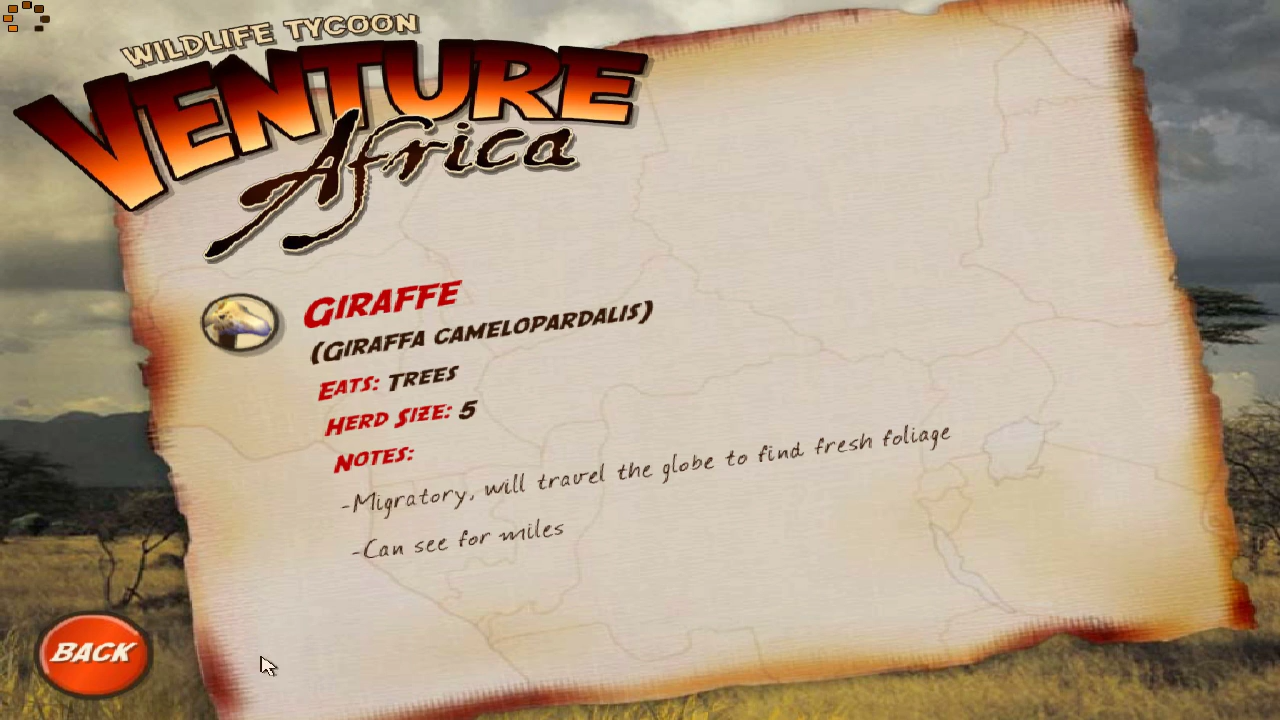 WILDLIFE TYCOON
VENTURE
Africa
GIRAFFE
(GIRAFFA CAMELOPARDALIS)
EATS: TREES
HERD SIZE: 5
NOTES:
-Migratory, will travel the globe to find fresh foliage
-Can see for miles
BACK